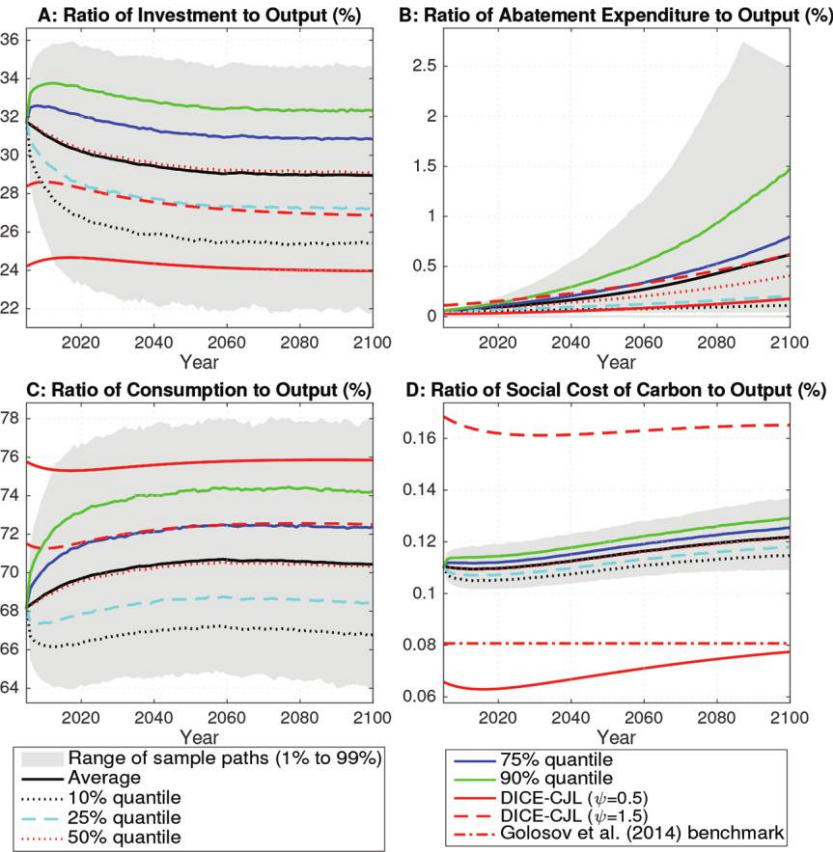 A: Ratio of Investment to Output (%)
36
34
32
30
28
26
24
22
2020 2040 2060 2080 2100
Year
B: Ratio of Abatement Expenditure to Output (%)
2.5
2
1.5
1
0.5
0
2020 2040 2060 2080 2100
Year
C: Ratio of Consumption to Output (%)
78
76
74
72
70
68
66
64
2020 2040 2060 2080 2100
Year
D: Ratio of Social Cost of Carbon to Output (%)
0.16
0.14
0.12
0.1
0.08
0.06
2020 2040 2060 2080 2100
Year
Range of sample paths (1% to 99%)
Average
10% quantile
25% quantile
50% quantile
75% quantile
90% quantile
DICE-CJL (ψ=0.5)
DICE-CJL (ψ=1.5)
Golosov et al. (2014) benchmark